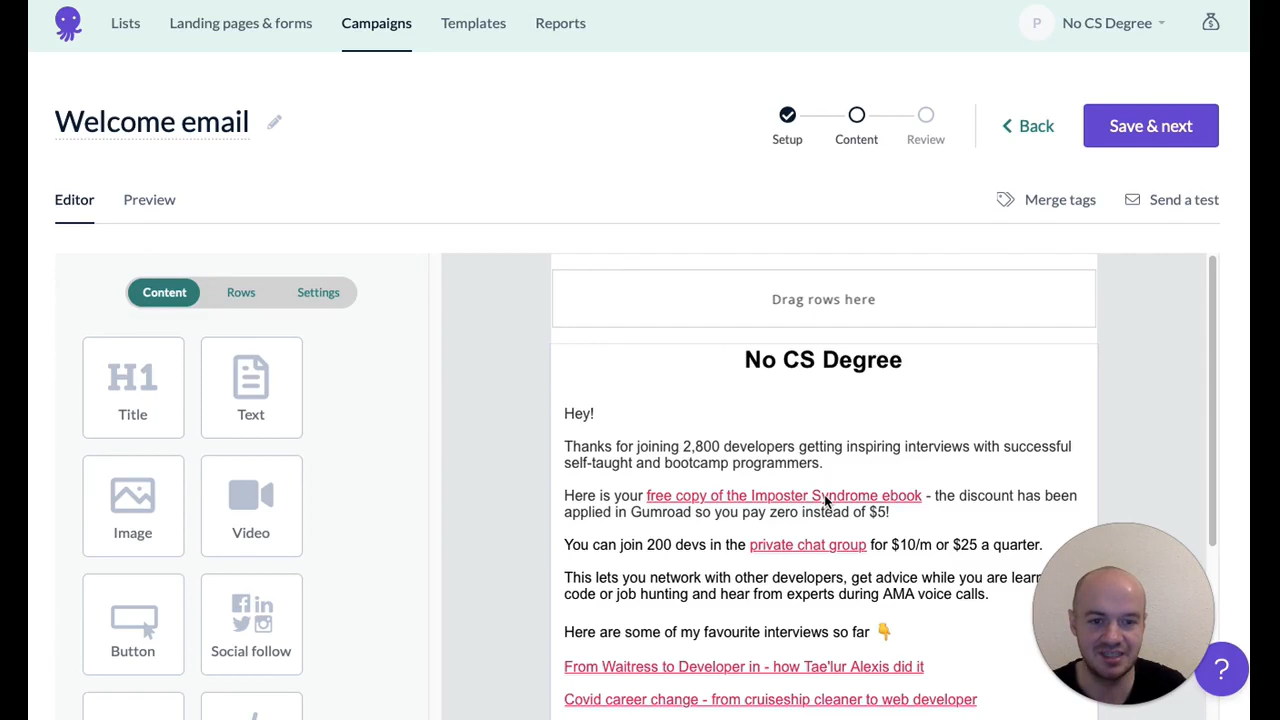 Lists Landing pages & forms Campaigns Templates Reports P No CS Degree
Welcome email
Setup Content Review
Back Save & next
Editor Preview Merge tags Send a test
Content Rows Settings
H1
Title Text
Image Video
Button Social follow
Drag rows here
No CS Degree
Hey!
Thanks for joining 2,800 developers getting inspiring interviews with successful
self-taught and bootcamp programmers.
Here is your free copy of the Imposter Syndrome ebook - the discount has been
applied in Gumroad so you pay zero instead of $5!
You can join 200 devs in the private chat group for $10/m or $25 a quarter.
This lets you network with other developers, get advice while you are
code or job hunting and hear from experts during AMA voice calls.
Here are some of my favourite interviews so far
From Waitress to Developer in - how Tae'lur Alexis did it
Covid career change - from cruiseship cleaner to web developer
?